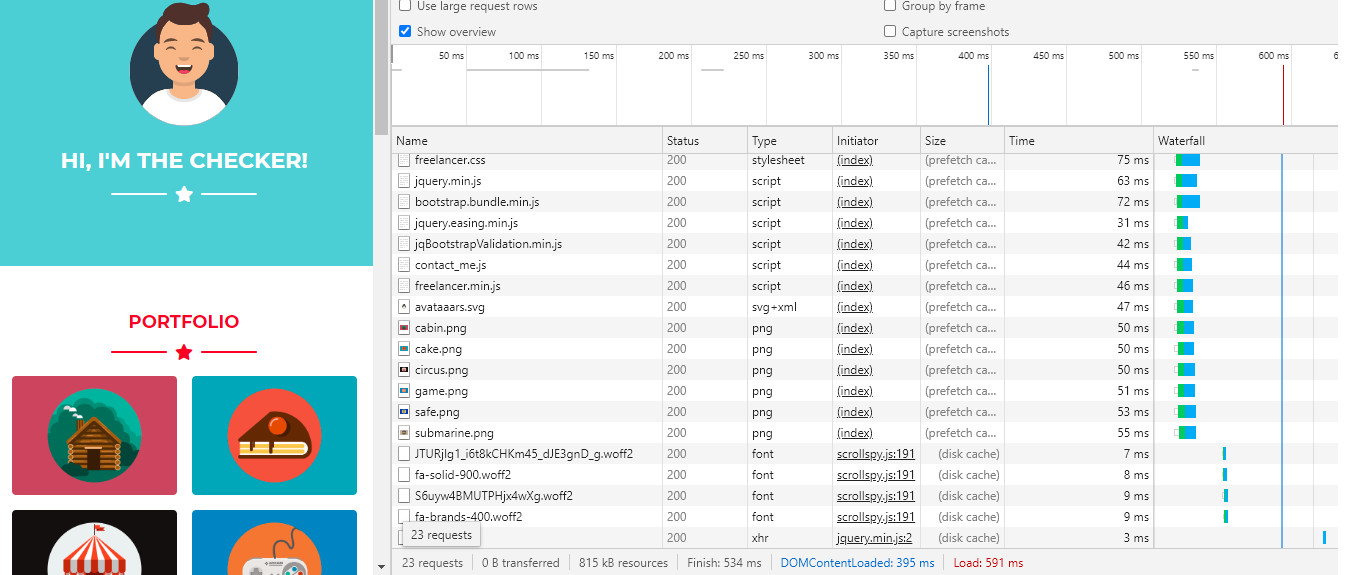 HI, I'M THE CHECKER!
PORTFOLIO
Use large request rows Group by frame
Show overview Capture screenshots
50 ms 100 ms 150 ms 200 ms 250 ms 300 ms 350 ms 400 ms 450 ms 500 ms 550 ms 600 ms 6
Name Status Type Initiator Size Time Waterfall
freelancer.css 200 stylesheet (index) (prefetch ca... 75 ms
jquery.min.js 200 script (index) (prefetch ca... 63 ms
bootstrap.bundle.min.js 200 script (index) (prefetch ca... 72 ms
jquery.easing.min.js 200 script (index) (prefetch ca... 31 ms
jqBootstrapValidation.min.js 200 script (index) (prefetch ca... 42 ms
contact_me.js 200 script (index) (prefetch ca... 44 ms
freelancer.min.js 200 script (index) (prefetch ca... 46 ms
avataaars.svg 200 svg+xml (index) (prefetch ca... 47 ms
cabin.png 200 png (index) (prefetch ca... 50 ms
cake.png 200 png (index) (prefetch ca... 50 ms
circus.png 200 png (index) (prefetch ca... 50 ms
game.png 200 png (index) (prefetch ca... 51 ms
safe.png 200 png (index) (prefetch ca... 53 ms
submarine.png 200 png (index) (prefetch ca... 55 ms
JTURjIg1_i6t8kCHKm45_dJE3gnD_g.woff2 200 font scrollspy.js:191 (disk cache) 7 ms
fa-solid-900.woff2 200 font scrollspy.js:191 (disk cache) 8 ms
S6uyw4BMUTPHjx4wXg.woff2 200 font scrollspy.js:191 (disk cache) 9 ms
fa-brands-400.woff2 200 font scrollspy.js:191 (disk cache) 9 ms
23 requests 200 xhr jquery.min.js:2 (disk cache) 3 ms
23 requests 0 B transferred 815 kB resources Finish: 534 ms DOMContentLoaded: 395 ms Load: 591 ms